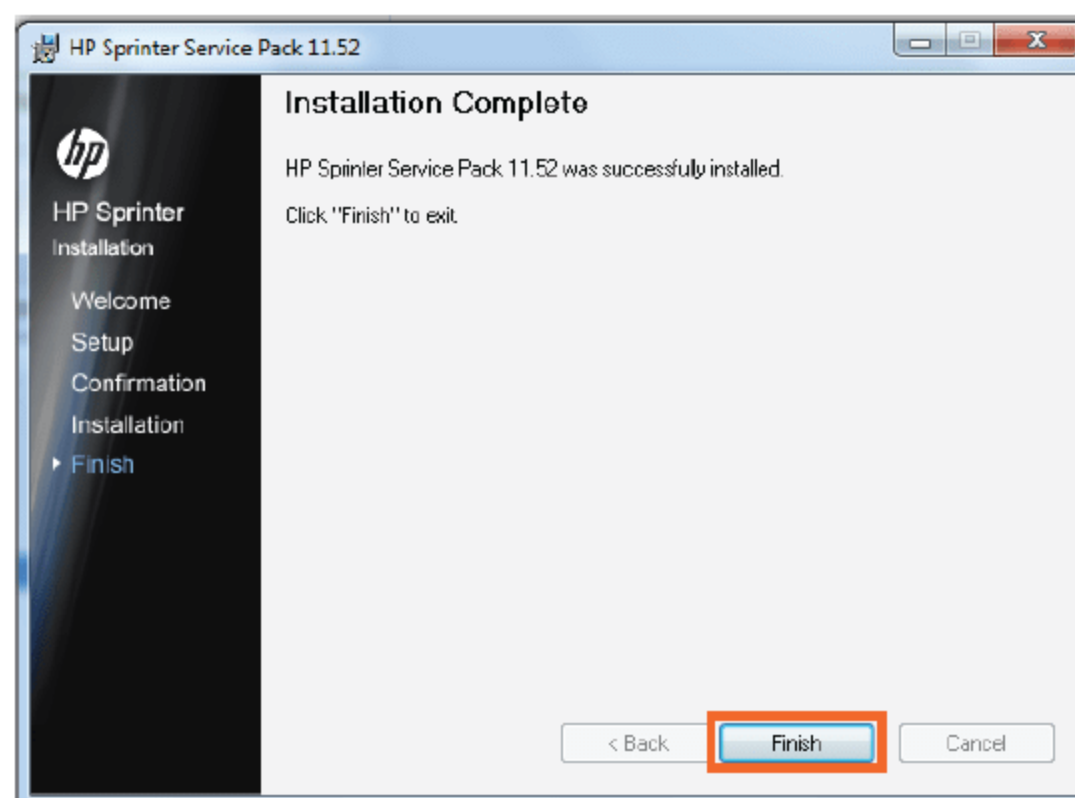 HP Sprinter Service Pack 11.52
X
hp
HP Sprinter
Installation
Welcome
Setup
Confirmation
Installation
Finish
Installation Complete
HP Sprinter Service Pack 11.52 was successfully installed.
Click "Finish" to exit
< Back
Finish
Cancel